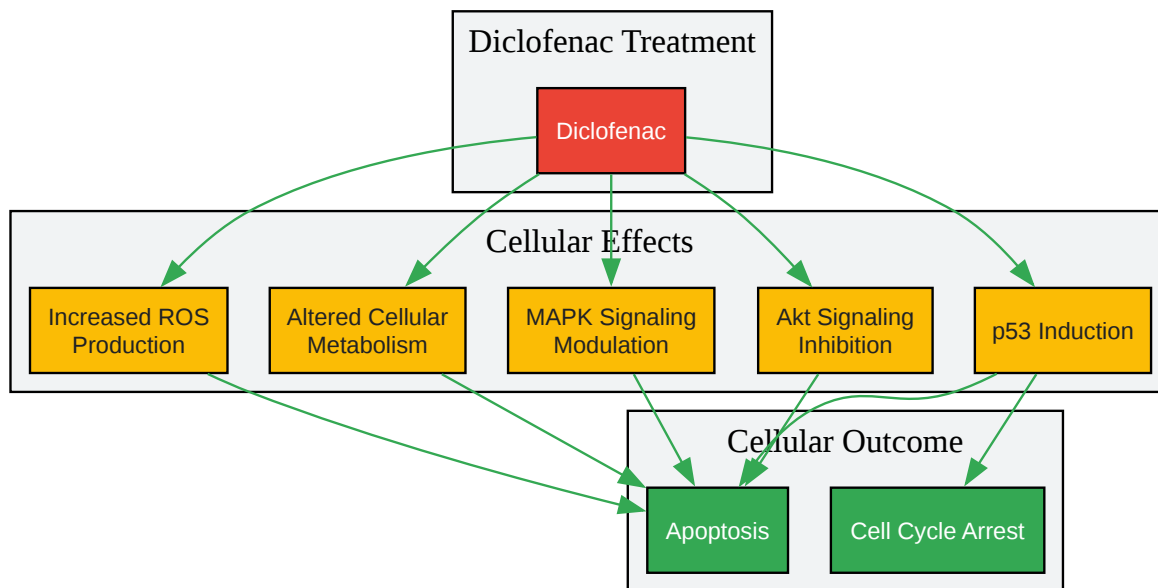 Diclofenac Treatment
Diclofenac
Cellular Effects
Increased ROS
Production
Altered Cellular
Metabolism
MAPK Signaling
Modulation
Akt Signaling
Inhibition
p53 Induction
Cellular Outcome
Apoptosis
Cell Cycle Arrest